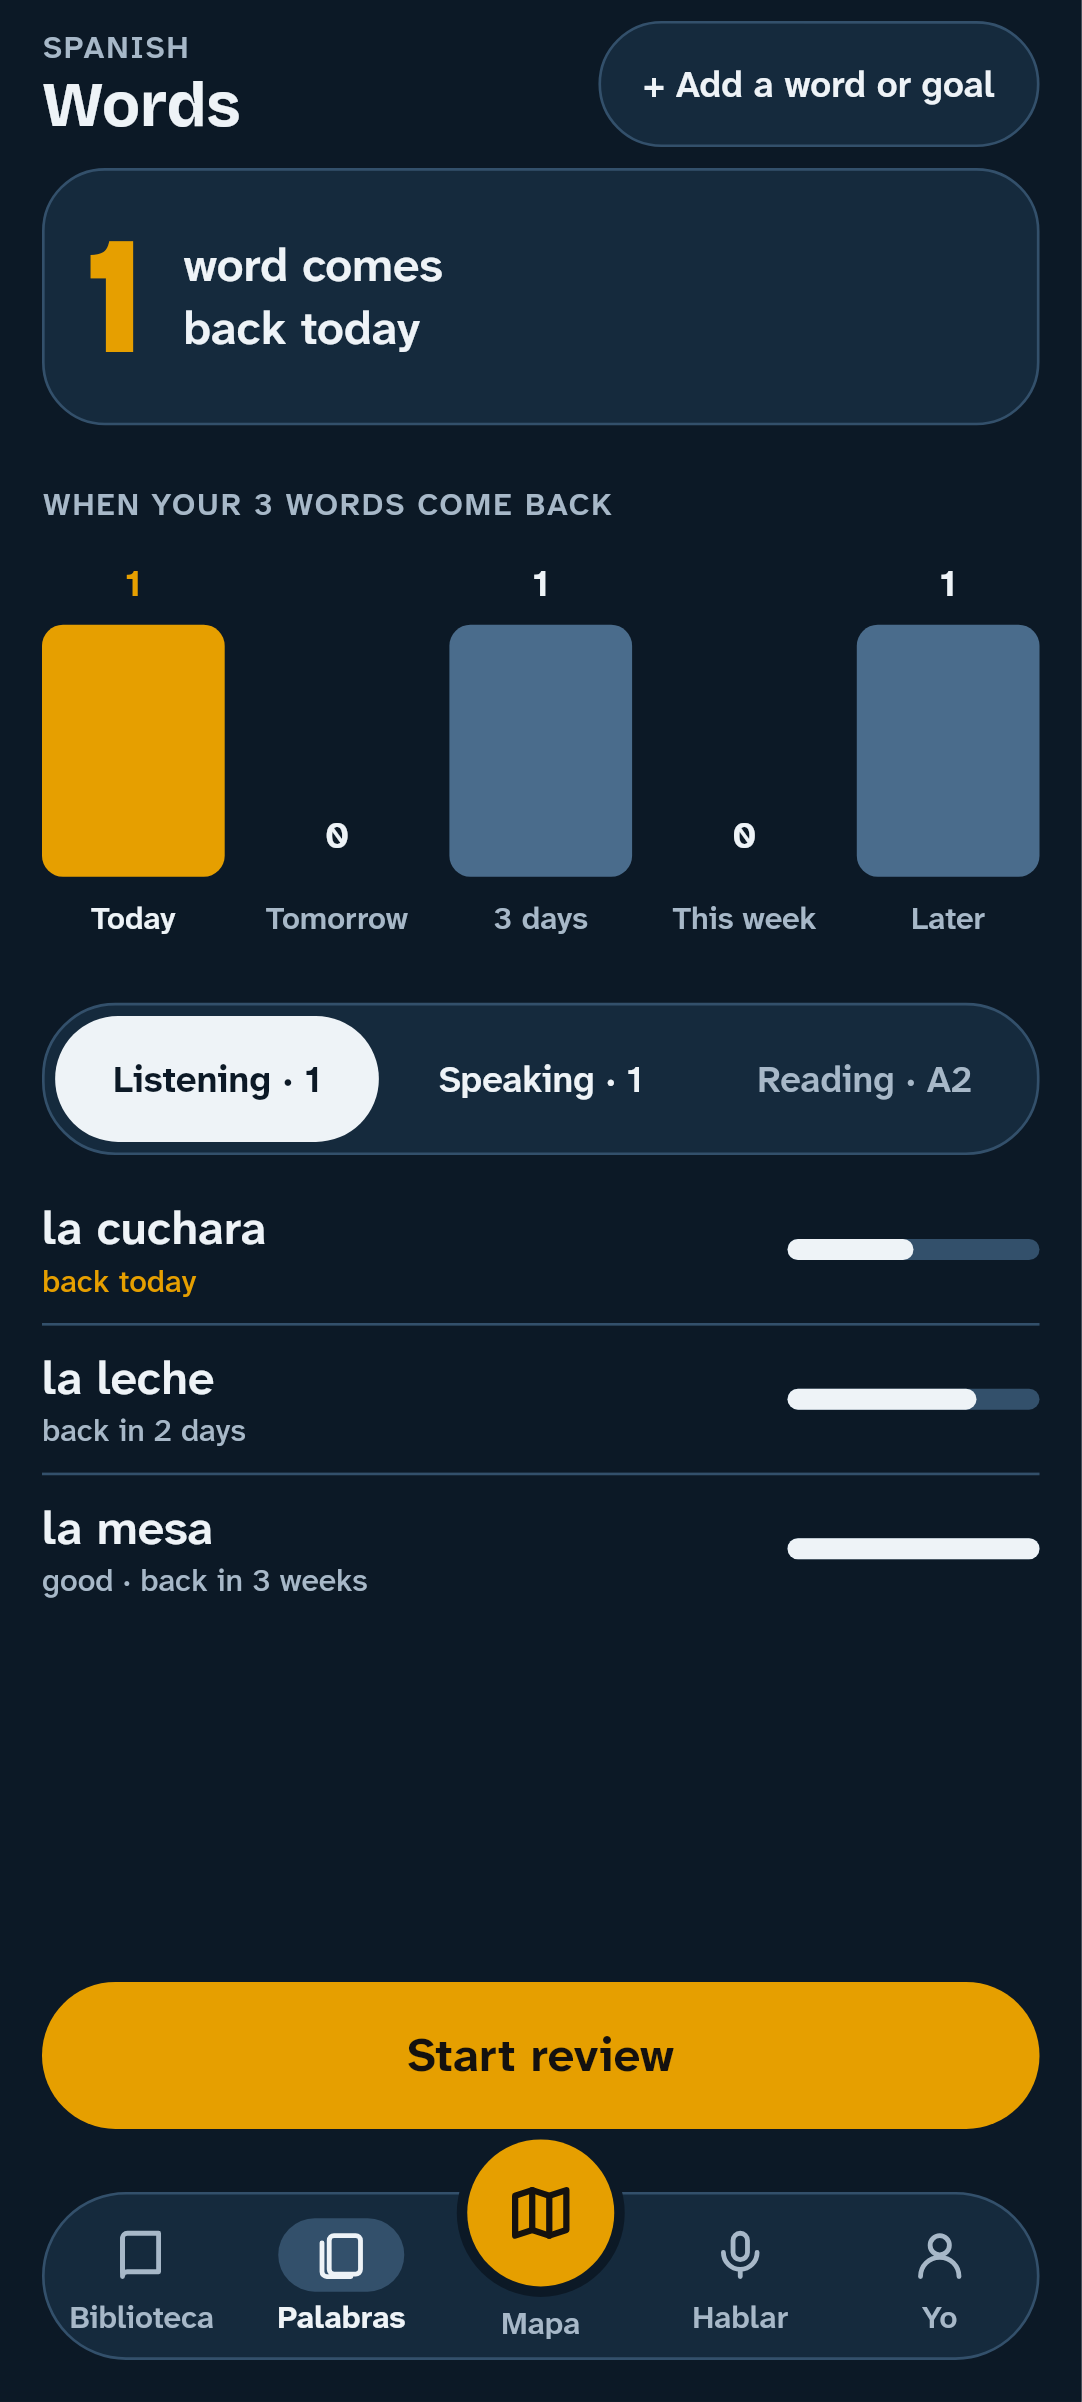 SPANISH
Words
+ Add a word or goal
1
word comes
back today
WHEN YOUR 3 WORDS COME BACK
1
0
1
0
1
Today
Tomorrow
3 days
This week
Later
Listening · 1
Speaking · 1
Reading · A2
la cuchara
back today
la leche
back in 2 days
la mesa
good · back in 3 weeks
Start review
Biblioteca
Palabras
Mapa
Hablar
Yo